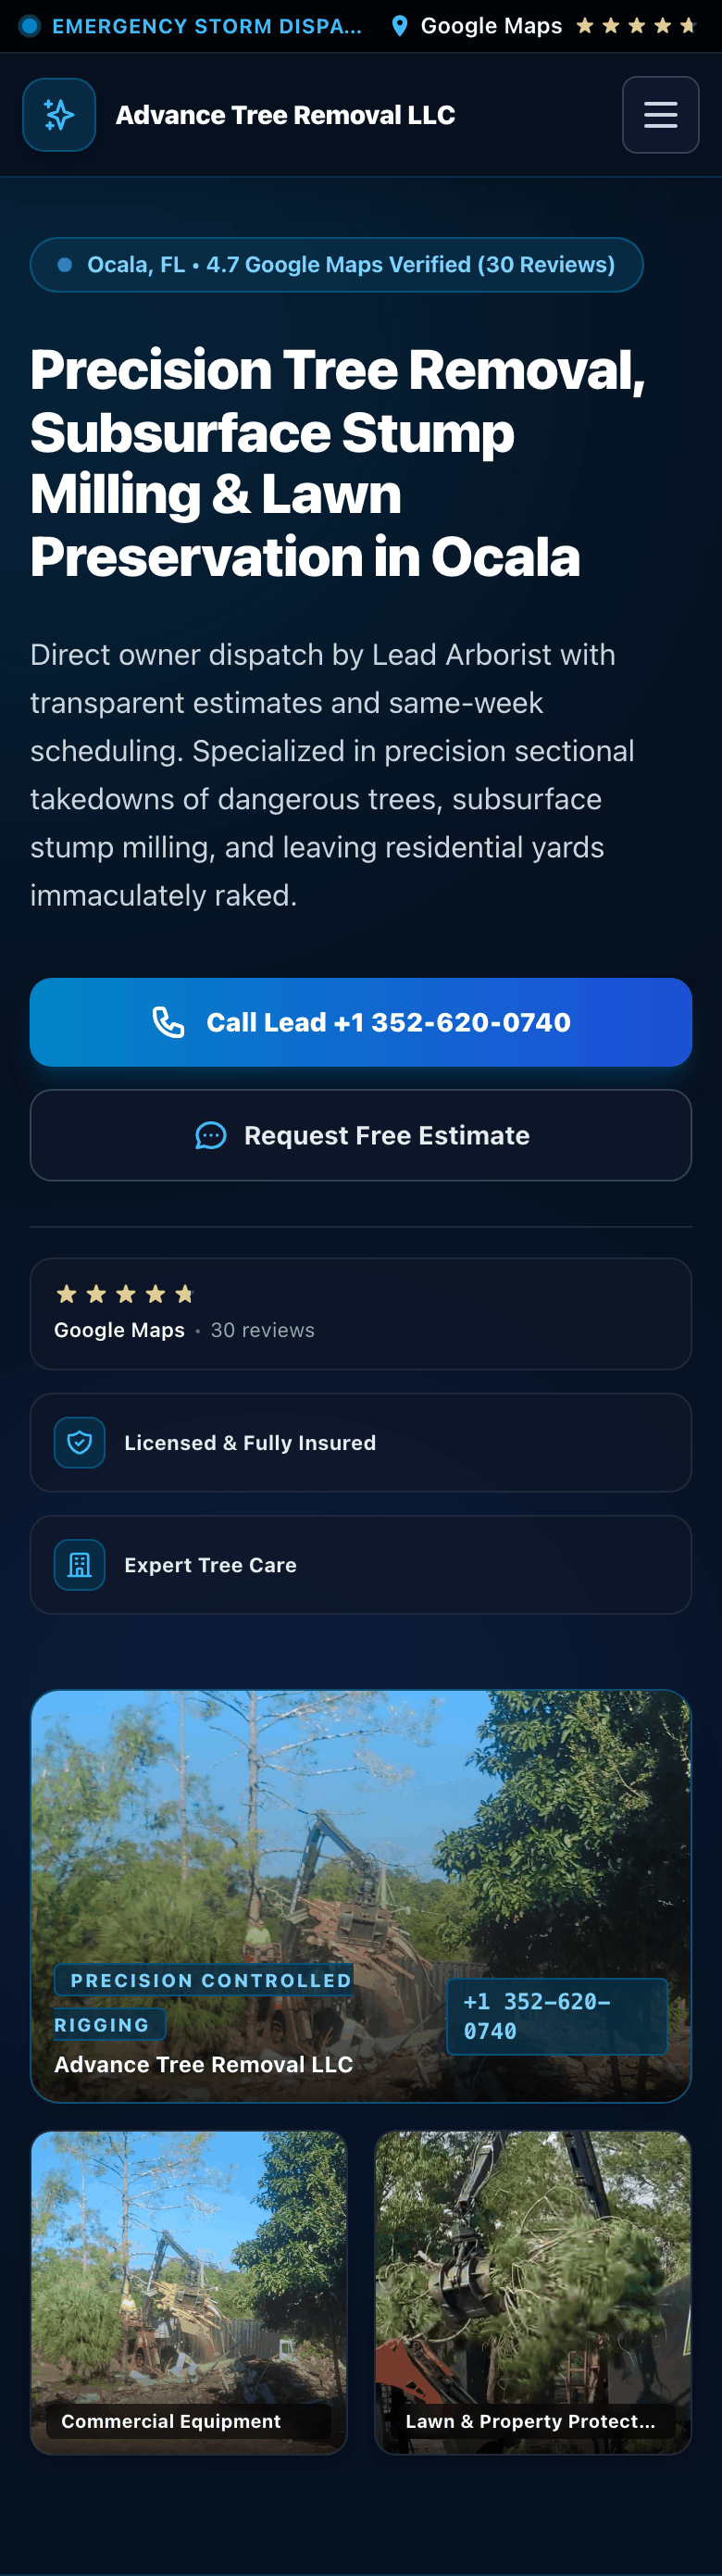 EMERGENCY STORM DISPA...
Google Maps
Advance Tree Removal LLC
Ocala, FL • 4.7 Google Maps Verified (30 Reviews)
Precision Tree Removal,
Subsurface Stump
Milling & Lawn
Preservation in Ocala
Direct owner dispatch by Lead Arborist with
transparent estimates and same-week
scheduling. Specialized in precision sectional
takedowns of dangerous trees, subsurface
stump milling, and leaving residential yards
immaculately raked.
Call Lead +1 352-620-0740
Request Free Estimate
Google Maps • 30 reviews
Licensed & Fully Insured
Expert Tree Care
PRECISION CONTROLLED
RIGGING
Advance Tree Removal LLC
+1 352-620-
0740
Commercial Equipment
Lawn & Property Protect...